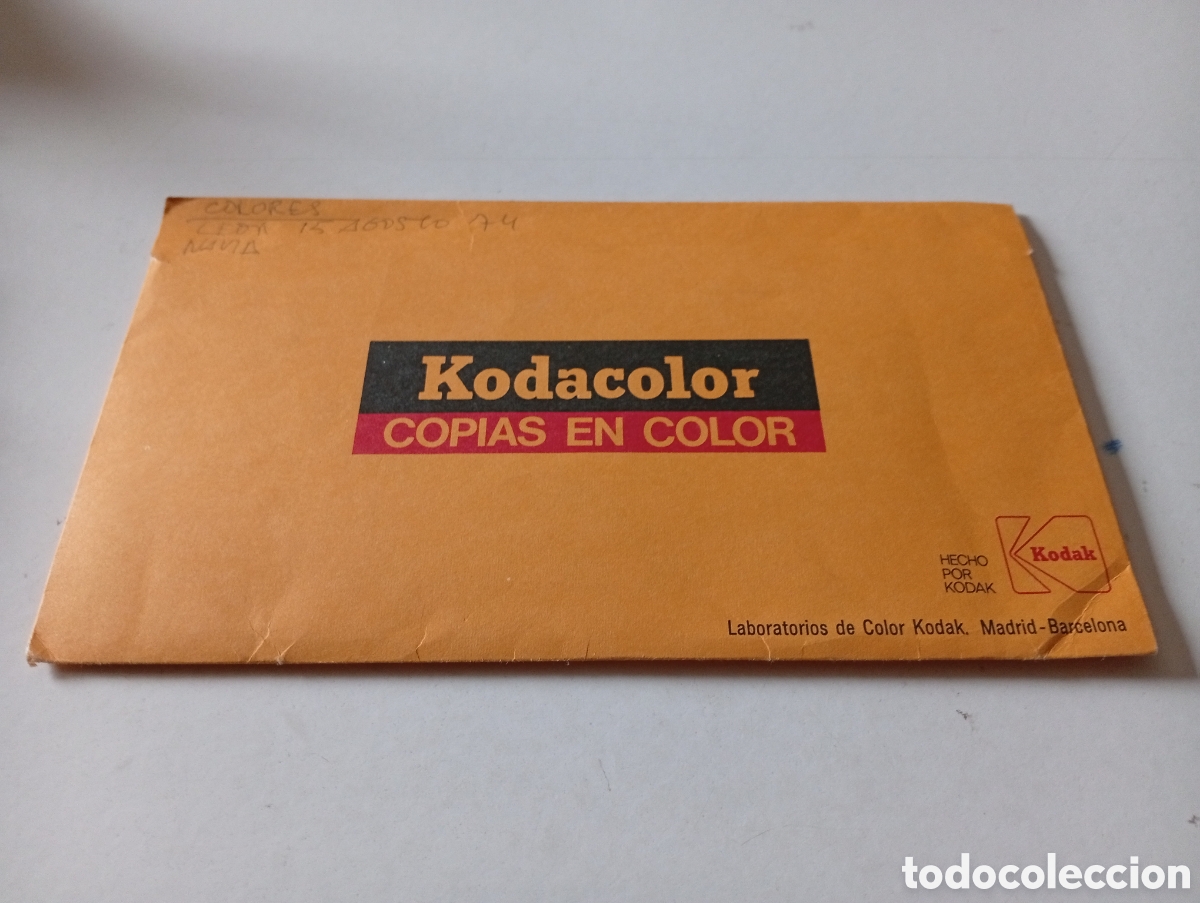 COLORES
15 AGOSTO 74
Kodacolor
COPIAS EN COLOR
HECHO
POR
KODAK
Kodak
Laboratorios de Color Kodak. Madrid-Barcelona
todocoleccion